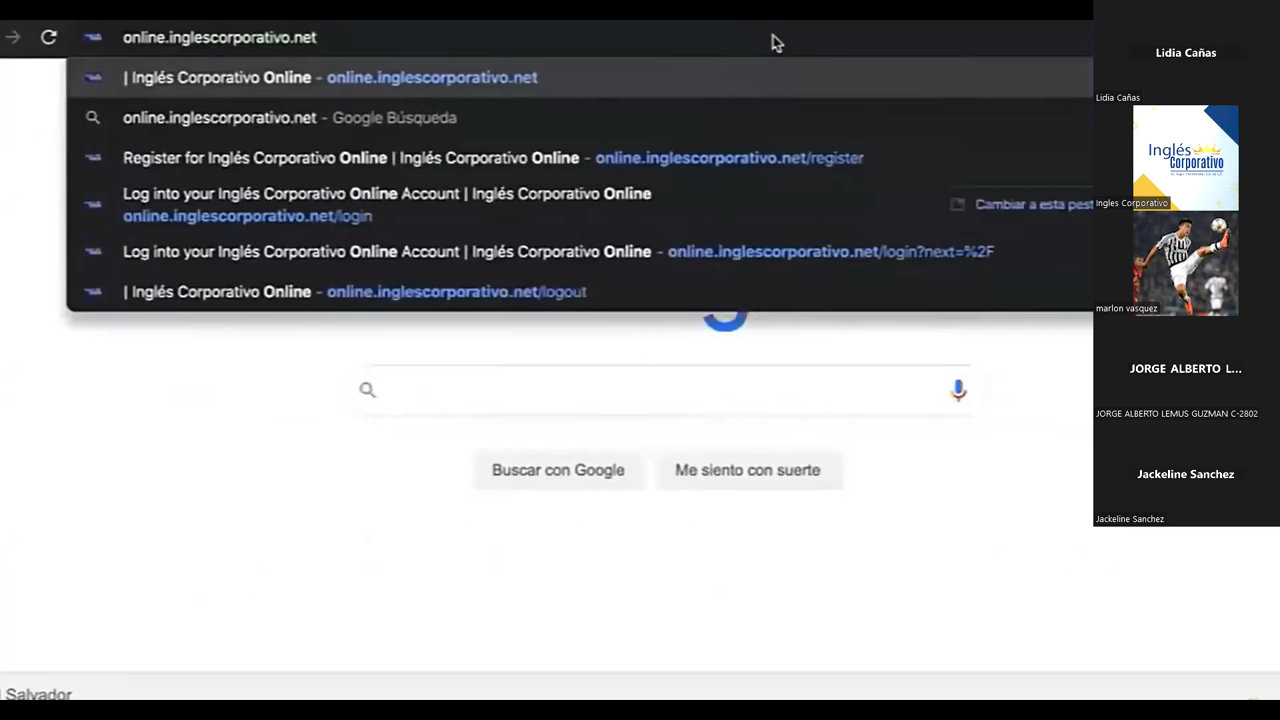 online.inglescorporativo.net
| Inglés Corporativo Online - online.inglescorporativo.net
online.inglescorporativo.net - Google Búsqueda
Register for Inglés Corporativo Online | Inglés Corporativo Online - online.inglescorporativo.net/register
Log into your Inglés Corporativo Online Account | Inglés Corporativo Online
online.inglescorporativo.net/login
Cambiar a esta pest
Log into your Inglés Corporativo Online Account | Inglés Corporativo Online - online.inglescorporativo.net/login?next=%2F
| Inglés Corporativo Online - online.inglescorporativo.net/logout
Buscar con Google
Me siento con suerte
Salvador
Lidia Cañas
Lidia Cañas
Inglés
Corporativo
Ingles Corporativo
marlon vasquez
JORGE ALBERTO L...
JORGE ALBERTO LEMUS GUZMAN C-2802
Jackeline Sanchez
Jackeline Sanchez